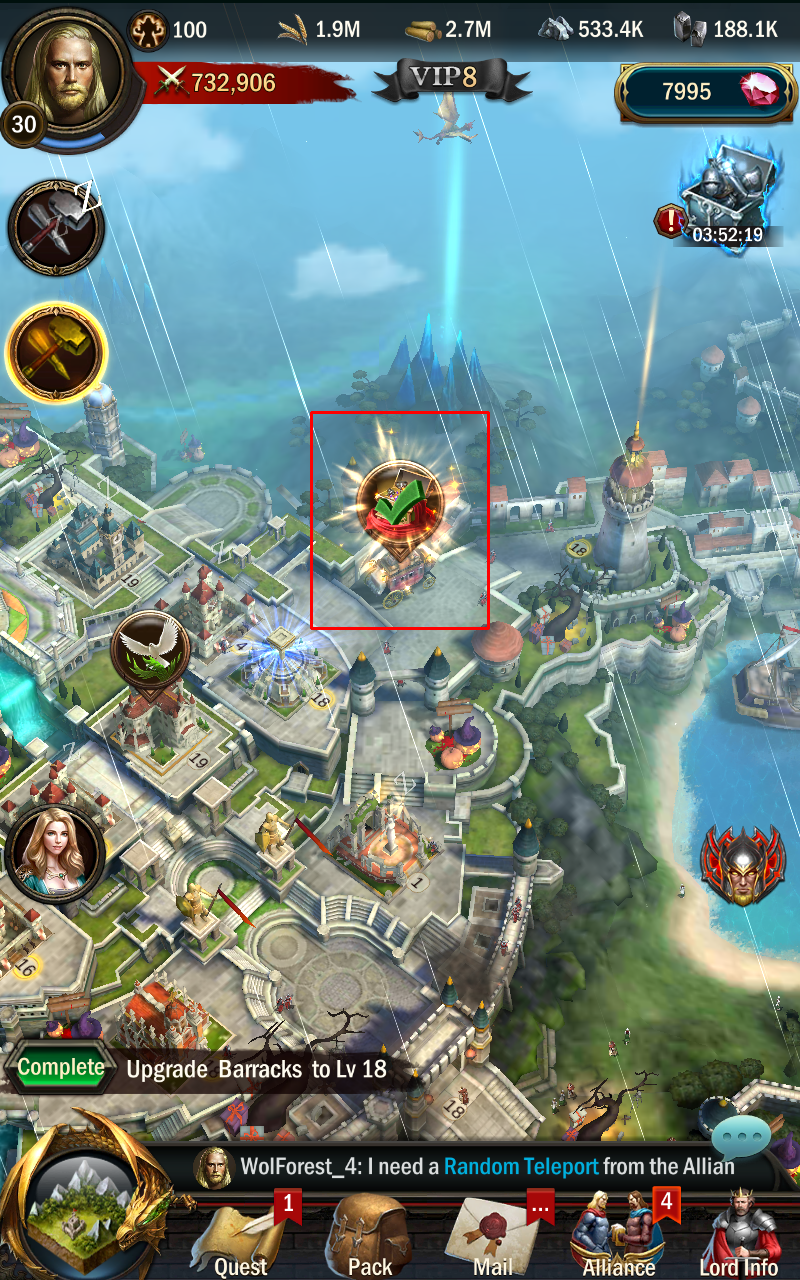 100
1.9M
2.7M
533.4K
188.1K
732,906
VIP8
7995
30
Z
03:52:19
19
18
4
18
19
1
16
Complete
Upgrade Barracks to Lv 18
18
WolForest_4: I need a Random Teleport from the Allian
1
...
4
Quest
Pack
Mail
Alliance
Lord Info